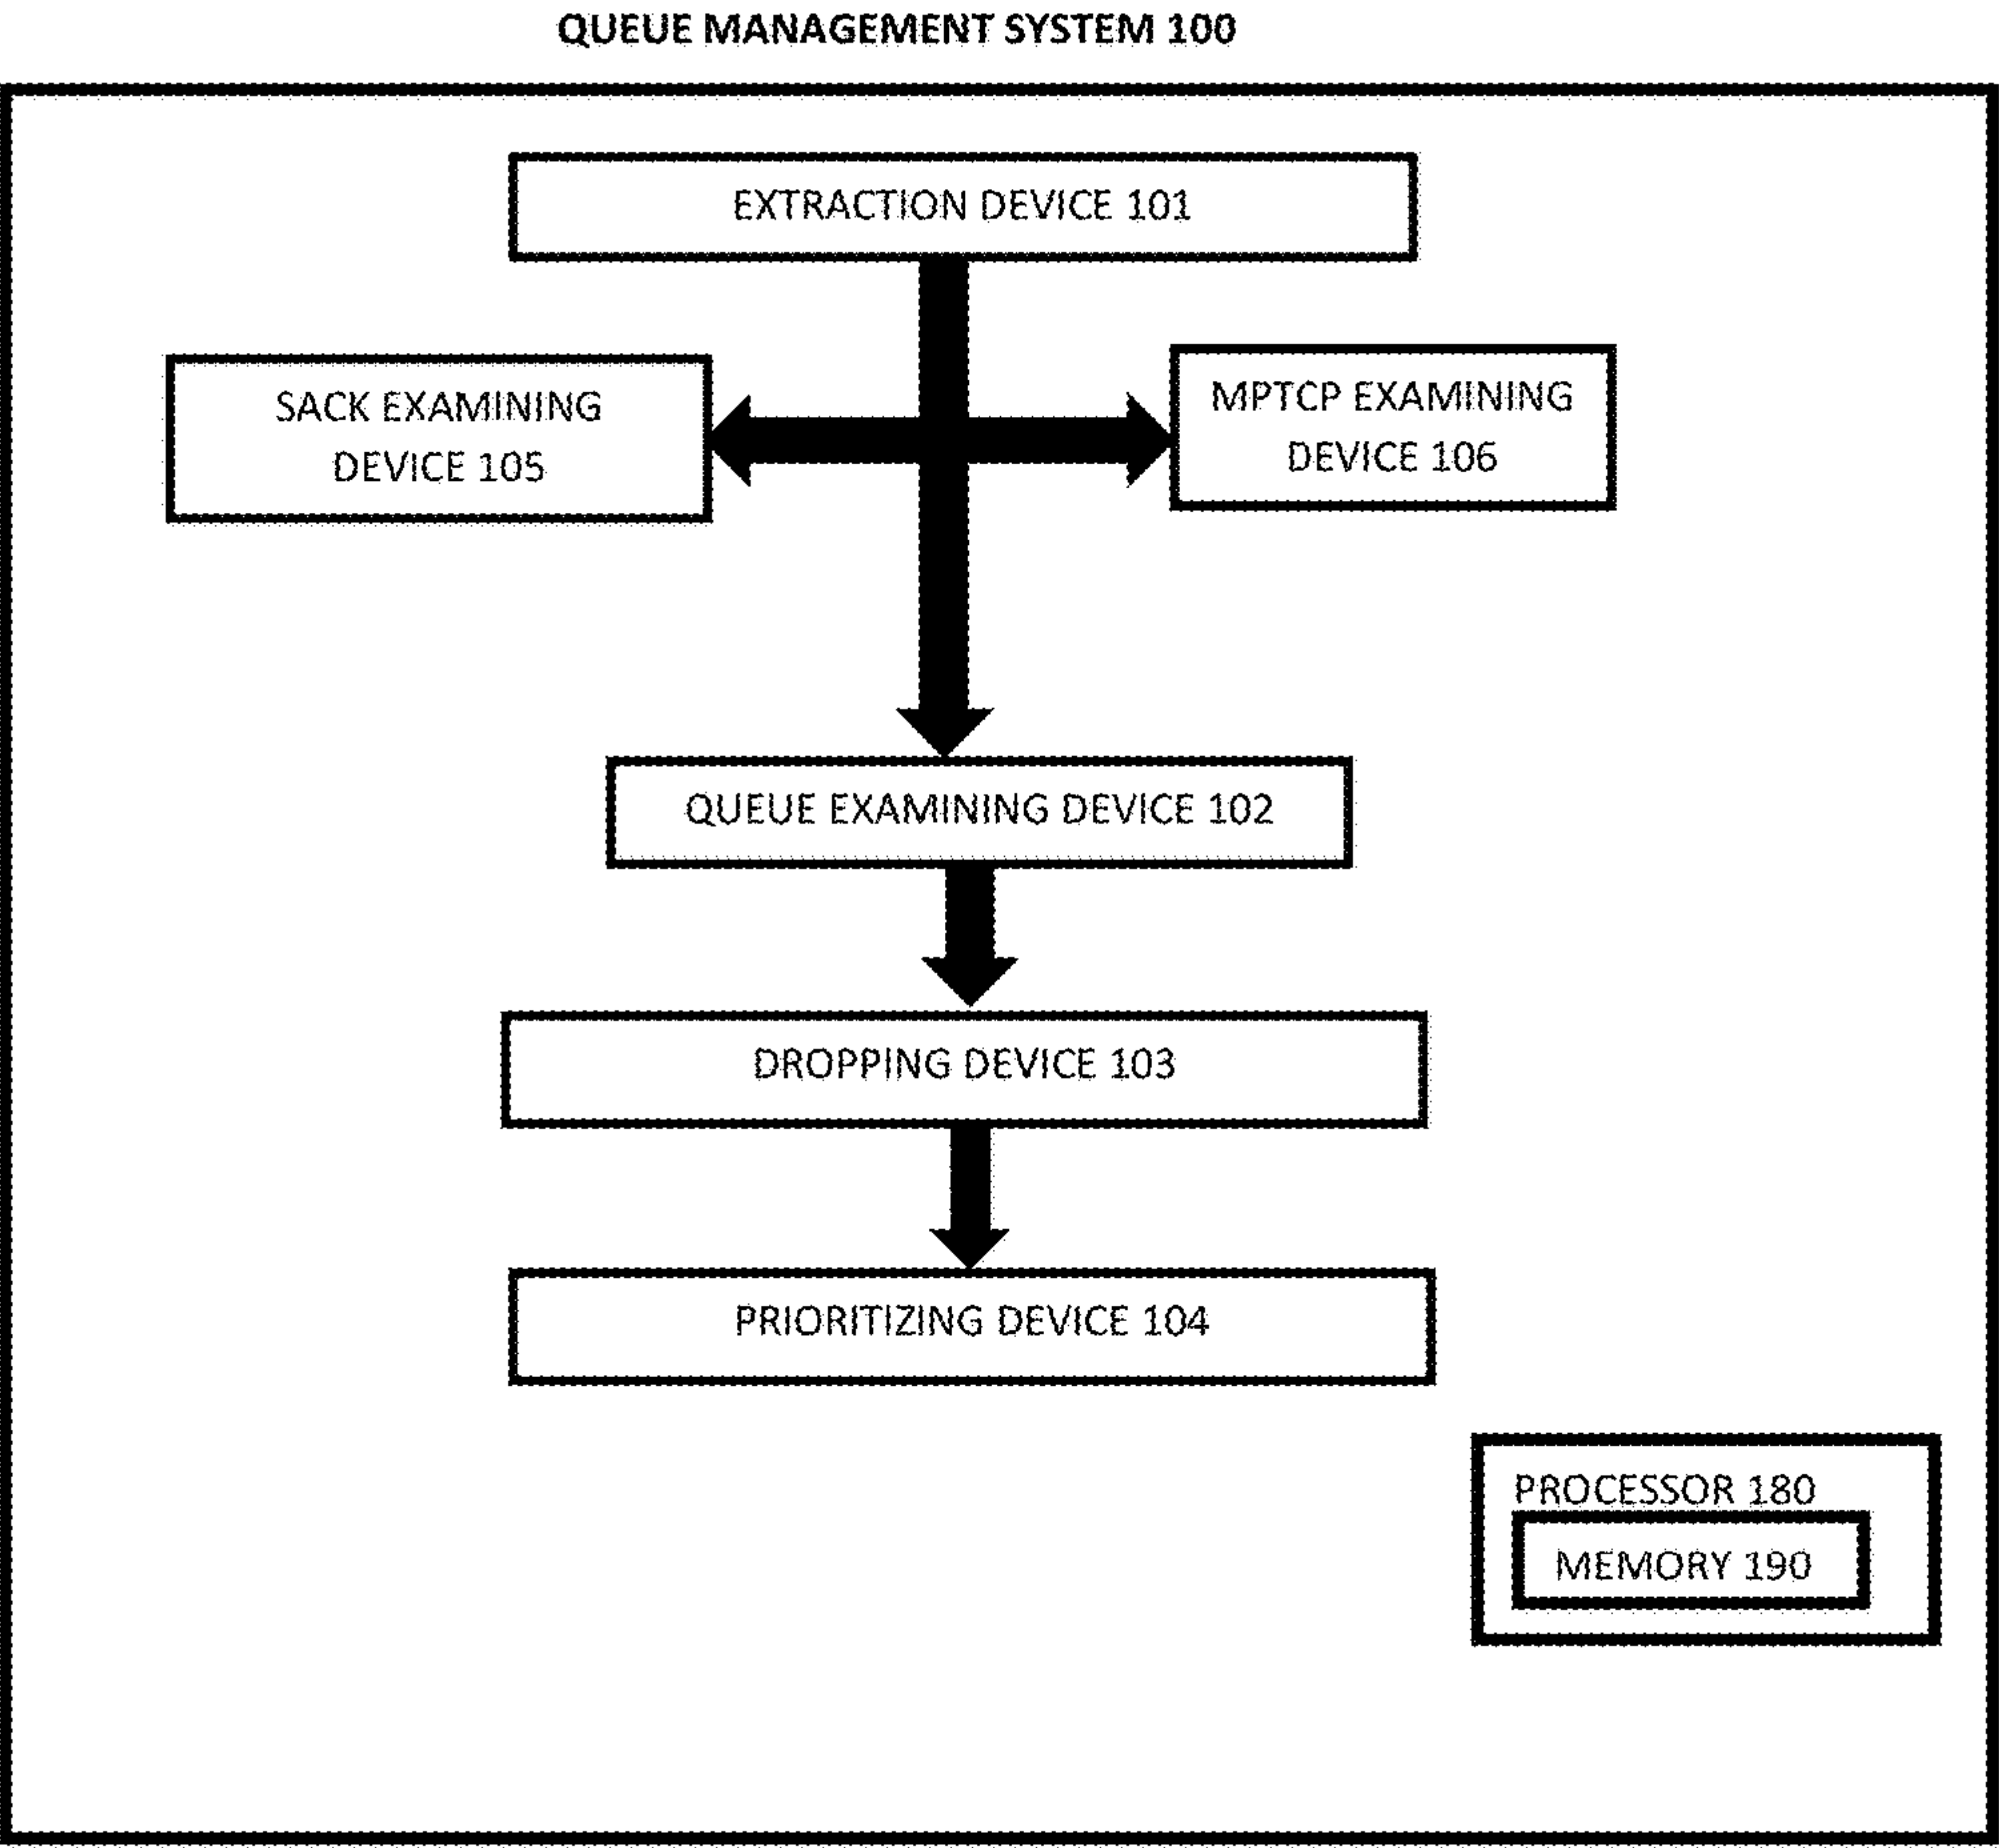 QUEUE MANAGEMENT SYSTEM 100
EXTRACTION DEVICE 101
SACK EXAMINING
DEVICE 105
MPTCP EXAMINING
DEVICE 106
QUEUE EXAMINING DEVICE 102
DROPPING DEVICE 103
PRIORITIZING DEVICE 104
PROCESSOR 180
MEMORY 190